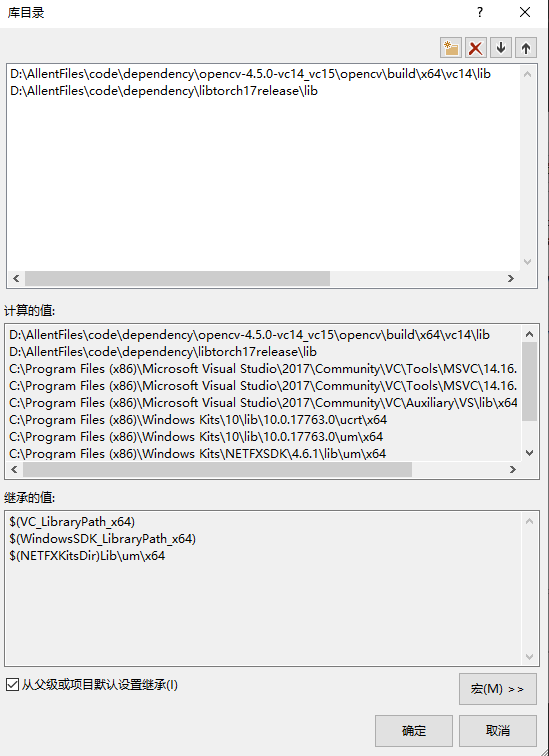 库目录
D:\AllentFiles\code\dependency\opencv-4.5.0-vc14_vc15\opencv\build\x64\vc14\lib
D:\AllentFiles\code\dependency\libtorch17release\lib
计算的值:
D:\AllentFiles\code\dependency\opencv-4.5.0-vc14_vc15\opencv\build\x64\vc14\lib
D:\AllentFiles\code\dependency\libtorch17release\lib
C:\Program Files (x86)\Microsoft Visual Studio\2017\Community\VC\Tools\MSVC\14.16.
C:\Program Files (x86)\Microsoft Visual Studio\2017\Community\VC\Tools\MSVC\14.16.
C:\Program Files (x86)\Microsoft Visual Studio\2017\Community\VC\Auxiliary\VS\lib\x64
C:\Program Files (x86)\Windows Kits\10\lib\10.0.17763.0\ucrt\x64
C:\Program Files (x86)\Windows Kits\10\lib\10.0.17763.0\um\x64
C:\Program Files (x86)\Windows Kits\NETFXSDK\4.6.1\lib\um\x64
继承的值:
$(VC_LibraryPath_x64)
$(WindowsSDK_LibraryPath_x64)
$(NETFXKitsDir)Lib\um\x64
从父级或项目默认设置继承(I)
宏(M) >>
确定
取消